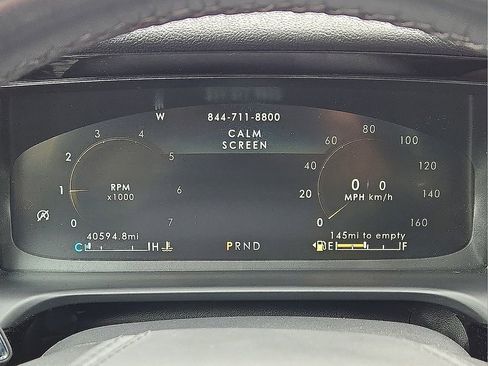 W 844-711-8800
CALM
SCREEN
0 1 2 3 4 5 6 7
RPM
x1000
0 20 40 60 80 100 120 140 160
0 0
MPH km/h
40594.8mi
C H
PRND
145mi to empty
E F